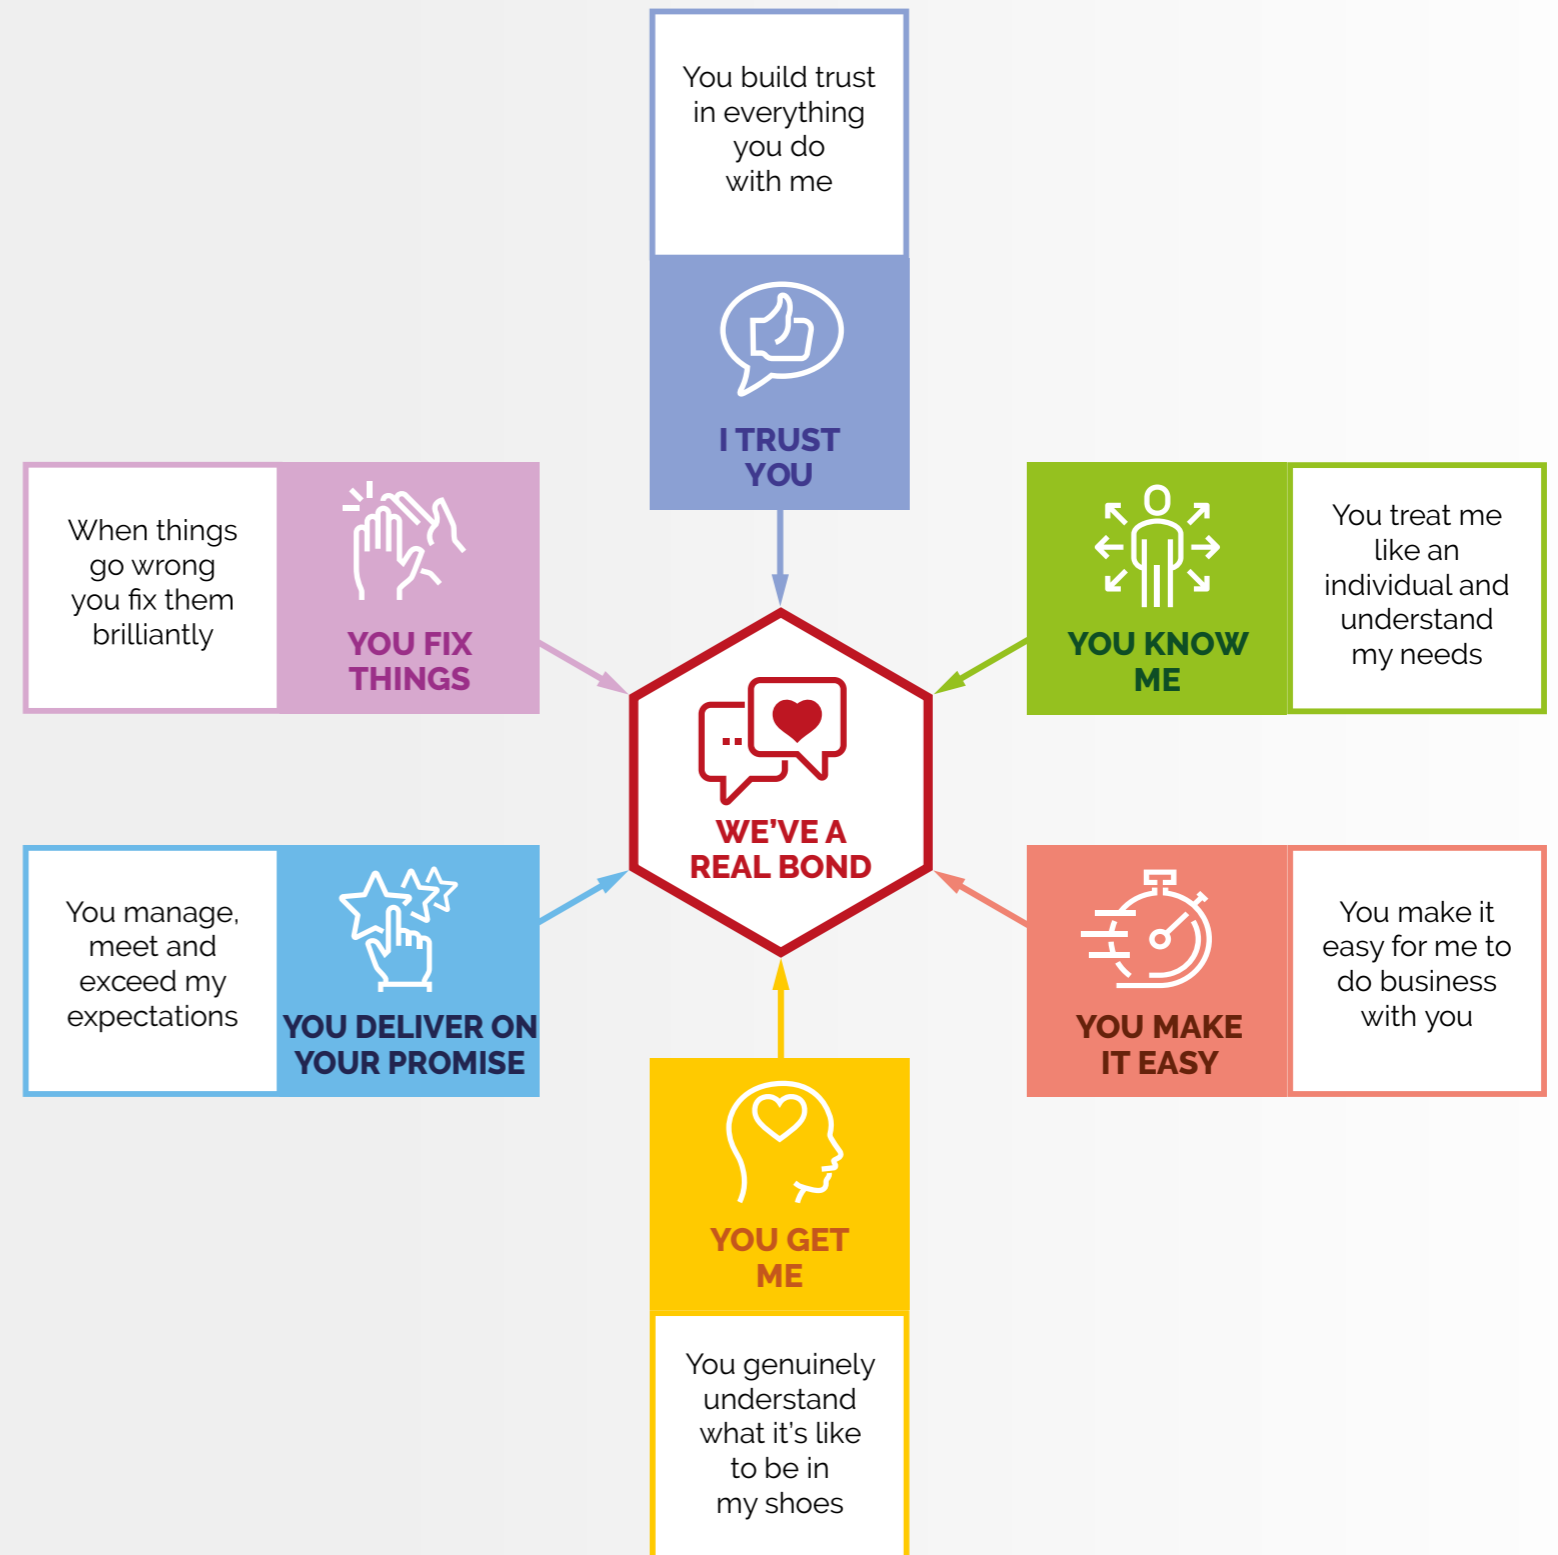 You build trust
in everything
you do
with me
I TRUST
YOU
When things
go wrong
you fix them
brilliantly
YOU FIX
THINGS
YOU KNOW
ME
You treat me
like an
individual and
understand
my needs
WE'VE A
REAL BOND
You manage,
meet and
exceed my
expectations
YOU DELIVER ON
YOUR PROMISE
YOU MAKE
IT EASY
You make it
easy for me to
do business
with you
YOU GET
ME
You genuinely
understand
what it's like
to be in
my shoes